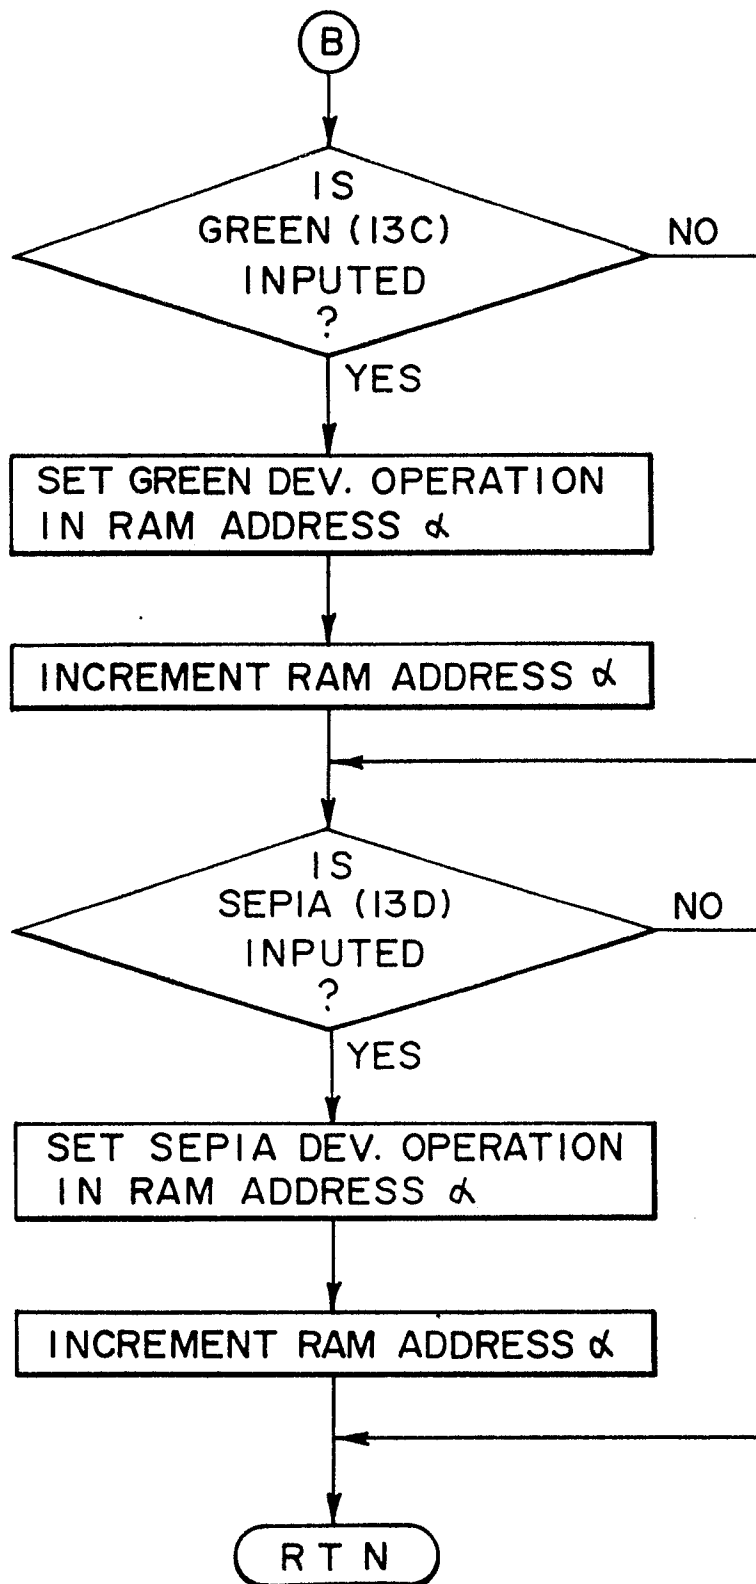 B
IS
GREEN (13C)
INPUTED
?
NO
YES
SET GREEN DEV. OPERATION
IN RAM ADDRESS α
INCREMENT RAM ADDRESS α
IS
SEPIA (13D)
INPUTED
?
NO
YES
SET SEPIA DEV. OPERATION
IN RAM ADDRESS α
INCREMENT RAM ADDRESS α
RTN